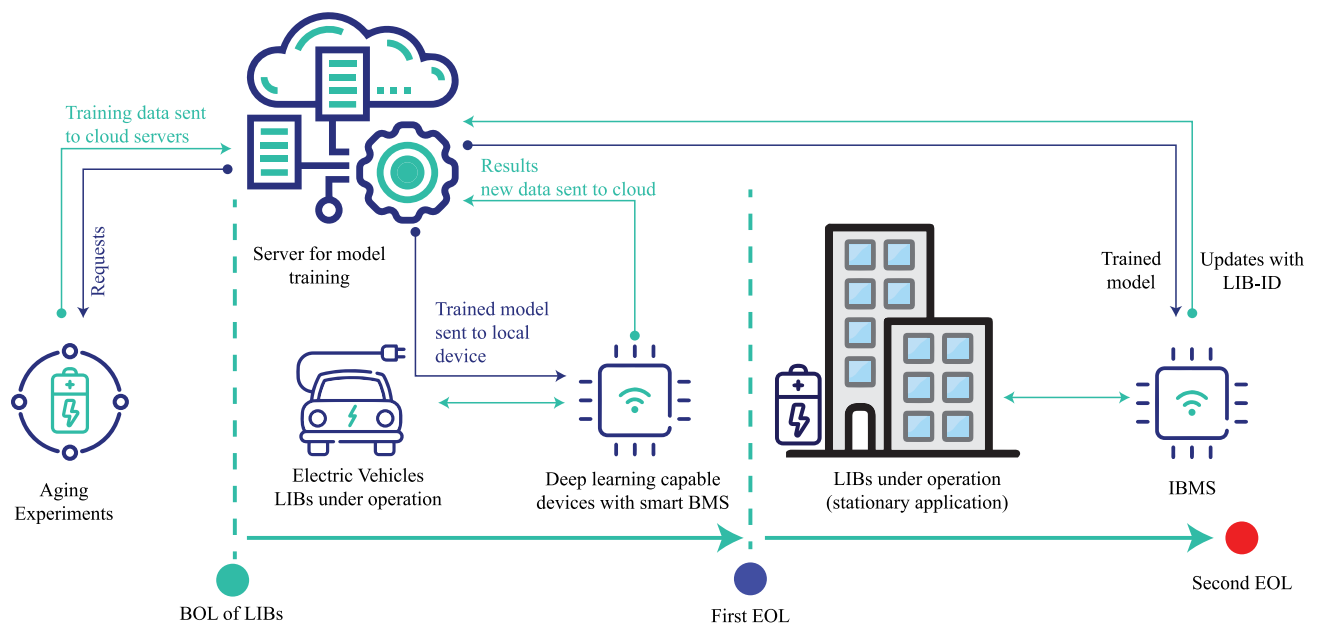 Training data sent
to cloud servers
Requests
Server for model
training
Results
new data sent to cloud
Trained model
sent to local
device
Trained
model
Updates with
LIB-ID
Aging
Experiments
Electric Vehicles
LIBs under operation
Deep learning capable
devices with smart BMS
LIBs under operation
(stationary application)
IBMS
BOL of LIBs
First EOL
Second EOL